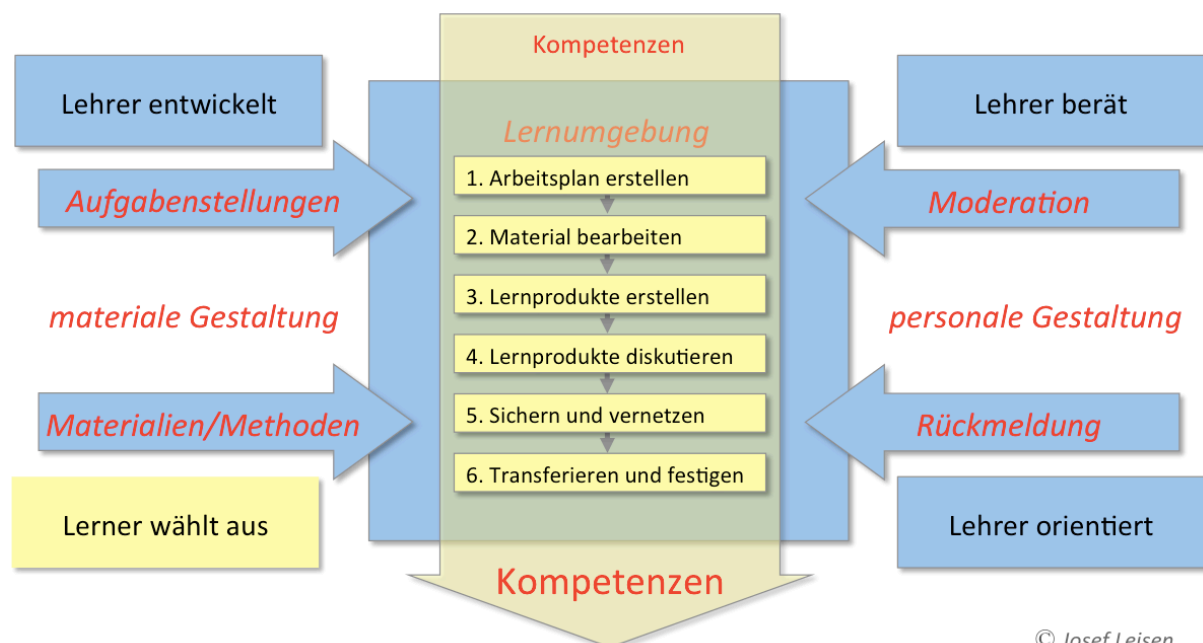 Kompetenzen
Lehrer entwickelt
Lehrer berät
Lernumgebung
Aufgabenstellungen
1. Arbeitsplan erstellen
Moderation
2. Material bearbeiten
materiale Gestaltung
3. Lernprodukte erstellen
personale Gestaltung
4. Lernprodukte diskutieren
Materialien/Methoden
5. Sichern und vernetzen
Rückmeldung
6. Transferieren und festigen
Lerner wählt aus
Lehrer orientiert
Kompetenzen
© Josef Leisen